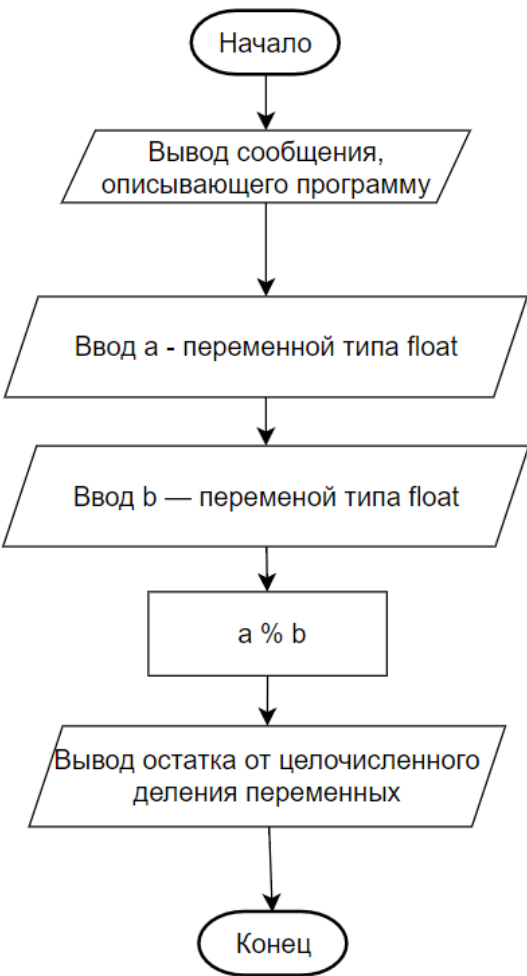 Начало
Вывод сообщения,
описывающего программу
Ввод a - переменной типа float
Ввод b — переменой типа float
a % b
Вывод остатка от целочисленного
деления переменных
Конец